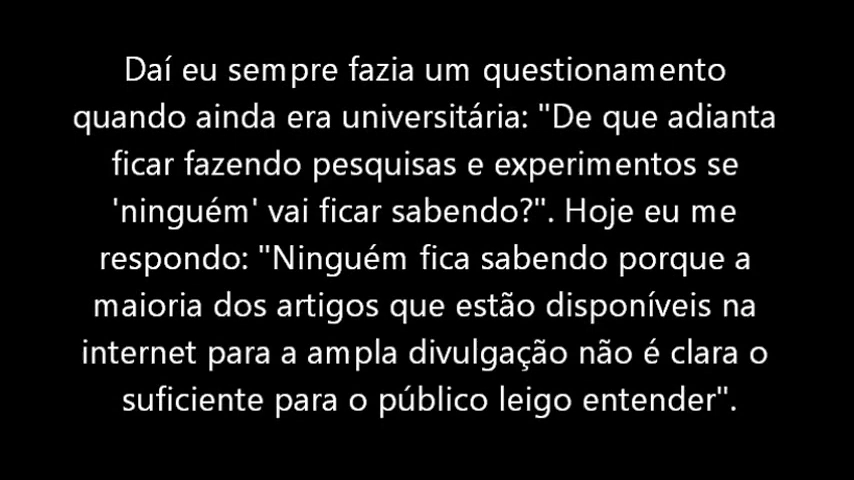 Daí eu sempre fazia um questionamento
quando ainda era universitária: "De que adianta
ficar fazendo pesquisas e experimentos se
'ninguém' vai ficar sabendo?". Hoje eu me
respondo: "Ninguém fica sabendo porque a
maioria dos artigos que estão disponíveis na
internet para a ampla divulgação não é clara o
suficiente para o público leigo entender".